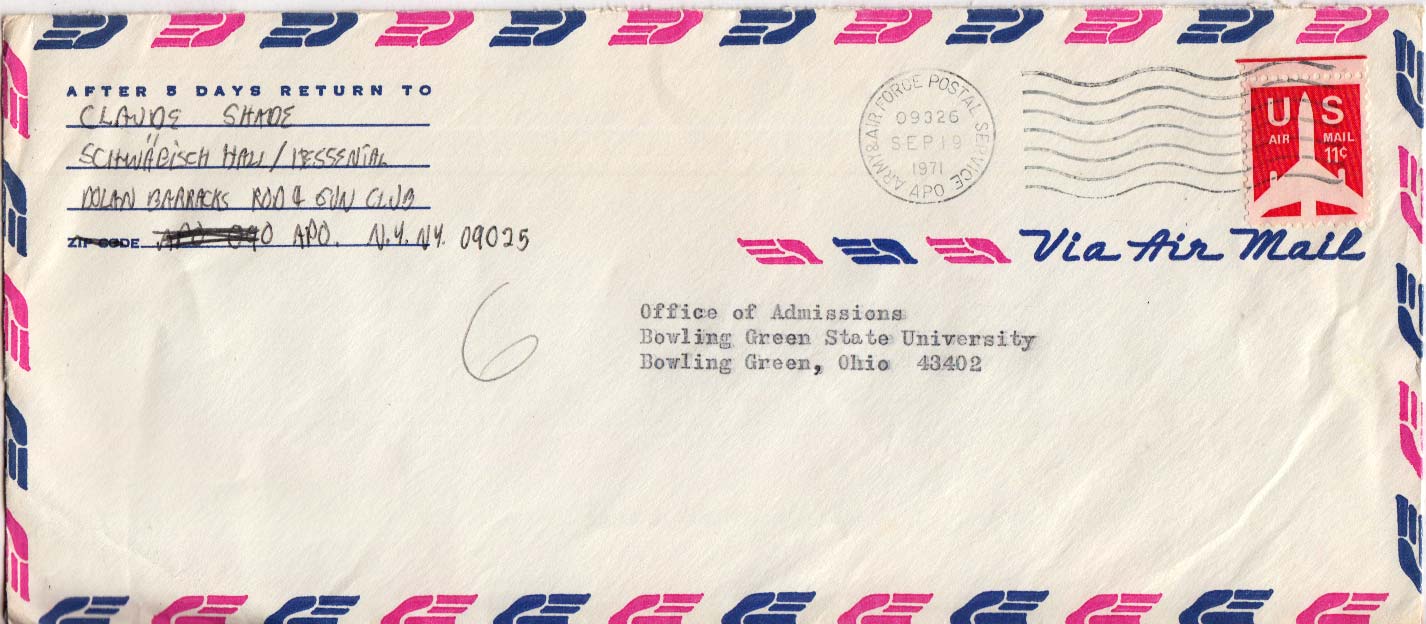 AFTER 5 DAYS RETURN TO
CLAUDE SHADE
SCHWÄBISCH HALL / HESSENTAL
DOLAN BARRACKS ROD & GUN CLUB
ZIP CODE APO 090 APO. N.Y. NY. 09025
ARMY & AIR FORCE POSTAL SERVICE
09326
SEP 19
1971
APO
US
AIR MAIL
11¢
Via Air Mail
6
Office of Admissions
Bowling Green State University
Bowling Green, Ohio 43402